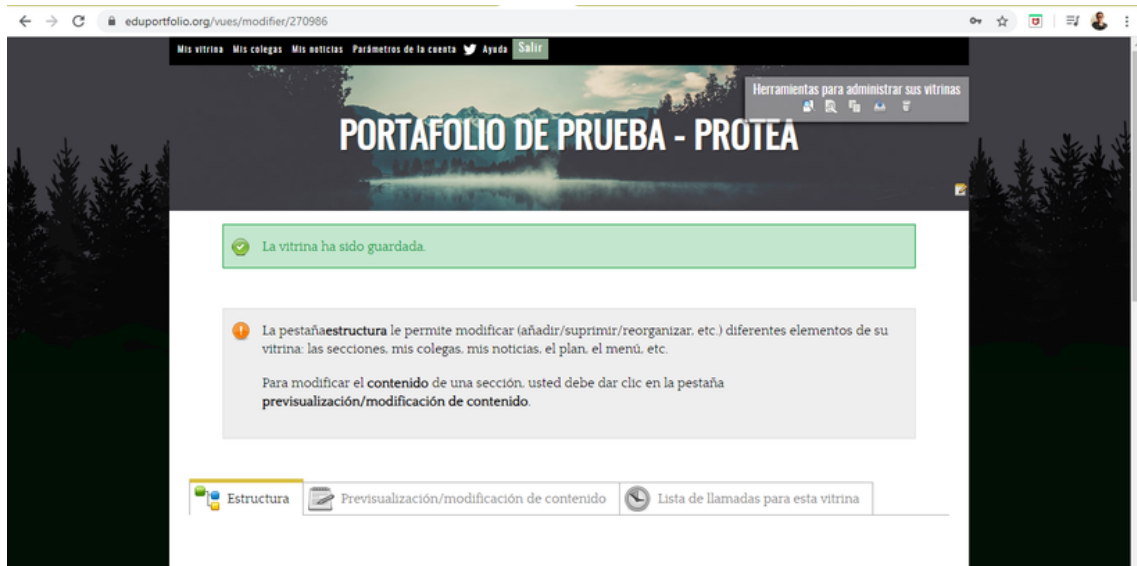 eduportfolio.org/vues/modifier/270986
Mis vitrina Mis colegas Mis noticias Parámetros de la cuenta Ayuda Salir
Herramientas para administrar sus vitrinas
PORTAFOLIO DE PRUEBA - PROTEA
La vitrina ha sido guardada.
La pestañaestructura le permite modificar (añadir/suprimir/reorganizar, etc.) diferentes elementos de su
vitrina: las secciones, mis colegas, mis noticias, el plan, el menú, etc.
Para modificar el contenido de una sección, usted debe dar clic en la pestaña
previsualización/modificación de contenido.
Estructura Previsualización/modificación de contenido Lista de llamadas para esta vitrina